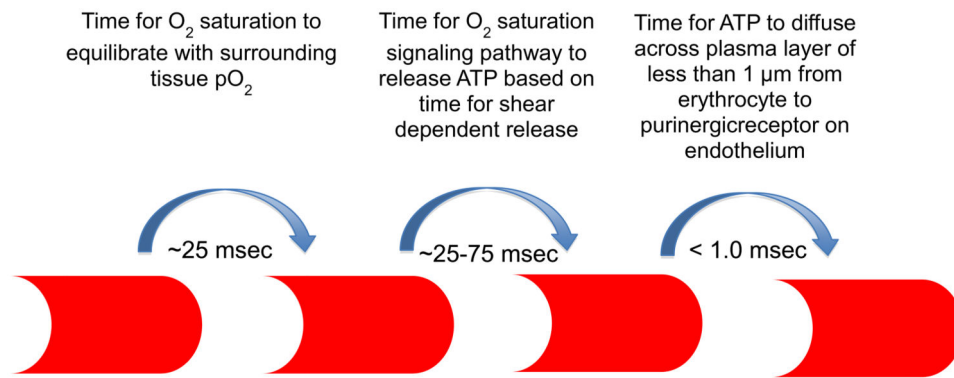 Time for O₂ saturation to
equilibrate with surrounding
tissue pO₂
Time for O₂ saturation
signaling pathway to
release ATP based on
time for shear
dependent release
Time for ATP to diffuse
across plasma layer of
less than 1 µm from
erythrocyte to
purinergicreceptor on
endothelium
~25 msec
~25-75 msec
< 1.0 msec